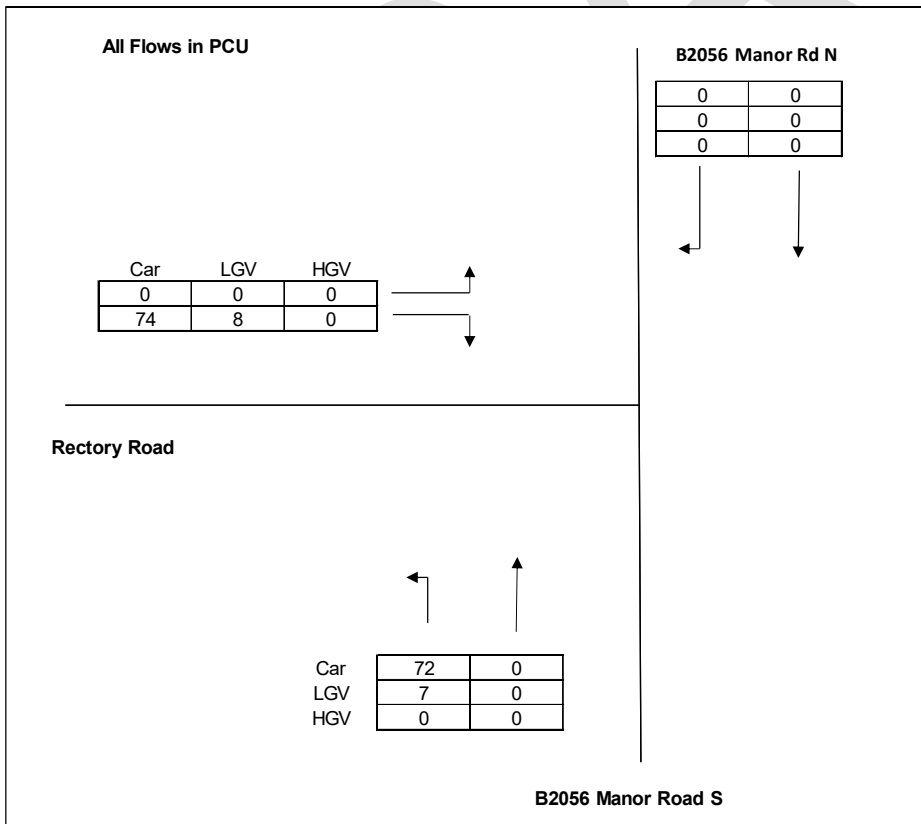 All Flows in PCU
B2056 Manor Rd N
0 0
0 0
0 0
Car LGV HGV
0 0 0
74 8 0
Rectory Road
Car 72 0
LGV 7 0
HGV 0 0
B2056 Manor Road S